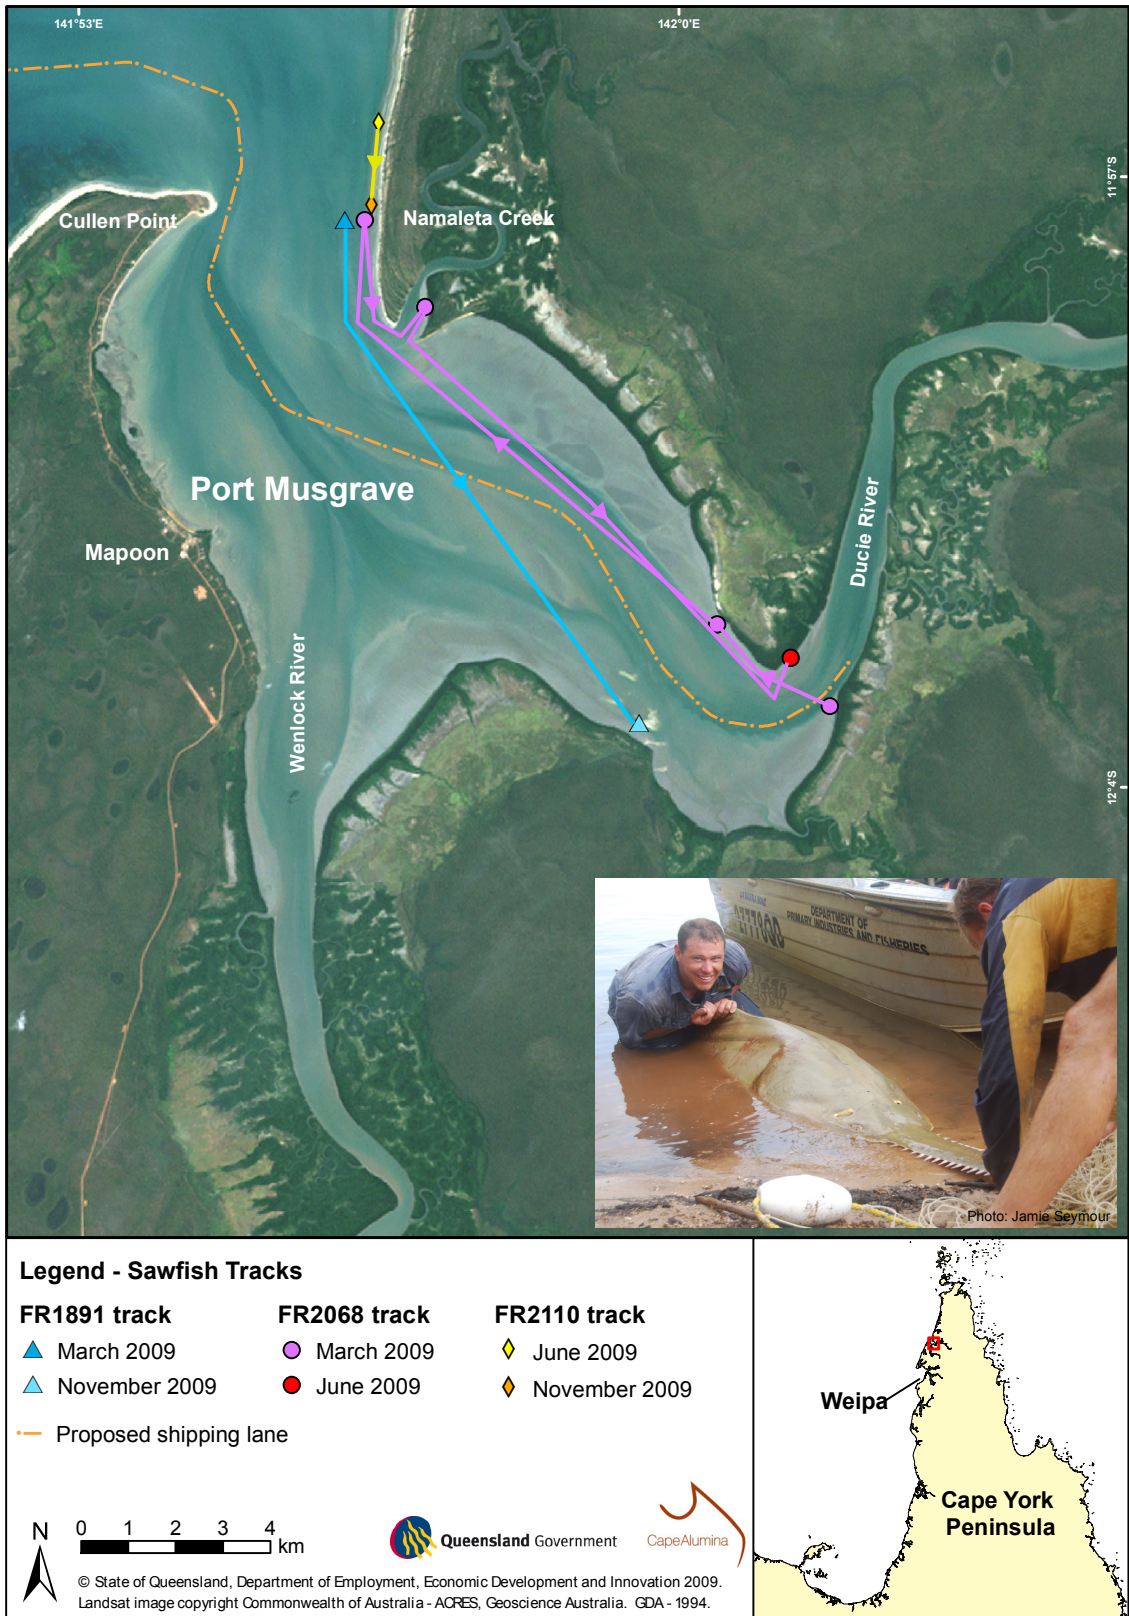 141°53'E
142°0'E
11°57'S
Cullen Point
Namaleta Creek
Port Musgrave
Mapoon
Ducie River
Wenlock River
12°4'S
DEPARTMENT OF
PRIMARY INDUSTRIES AND FISHERIES
Photo: Jamie Seymour
Legend - Sawfish Tracks
FR1891 track
March 2009
November 2009
FR2068 track
March 2009
June 2009
FR2110 track
June 2009
November 2009
Proposed shipping lane
N
0 1 2 3 4
km
Queensland Government
CapeAlumina
© State of Queensland, Department of Employment, Economic Development and Innovation 2009.
Landsat image copyright Commonwealth of Australia - ACRES, Geoscience Australia. GDA - 1994.
Weipa
Cape York
Peninsula